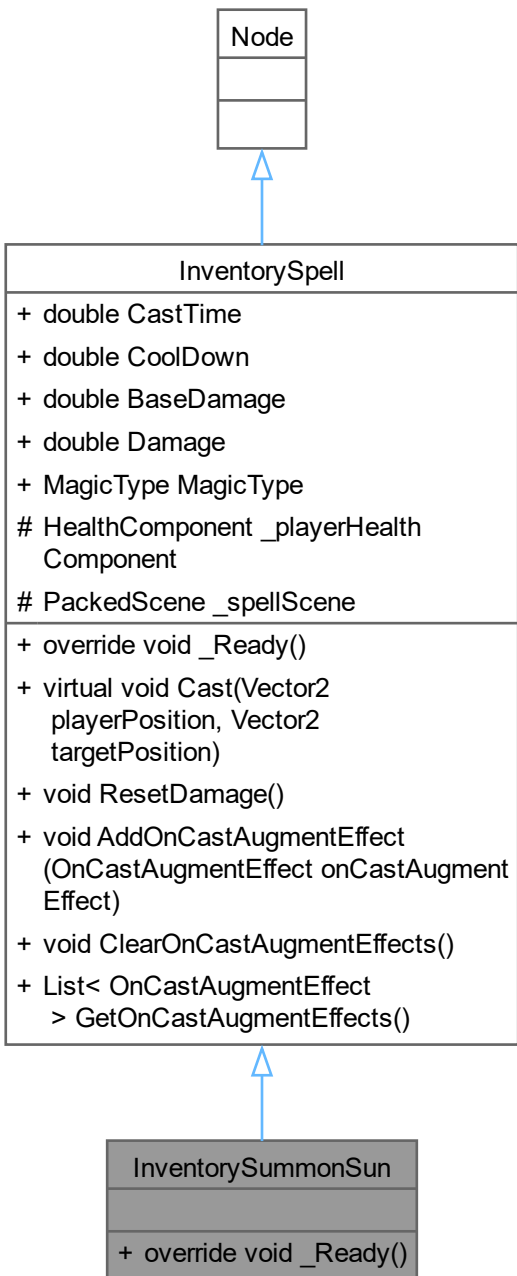 Node
InventorySpell
+ double CastTime
+ double CoolDown
+ double BaseDamage
+ double Damage
+ MagicType MagicType
# HealthComponent _playerHealth
Component
# PackedScene _spellScene
+ override void _Ready()
+ virtual void Cast(Vector2
playerPosition, Vector2
targetPosition)
+ void ResetDamage()
+ void AddOnCastAugmentEffect
(OnCastAugmentEffect onCastAugment
Effect)
+ void ClearOnCastAugmentEffects()
+ List< OnCastAugmentEffect
> GetOnCastAugmentEffects()
InventorySummonSun
+ override void _Ready()